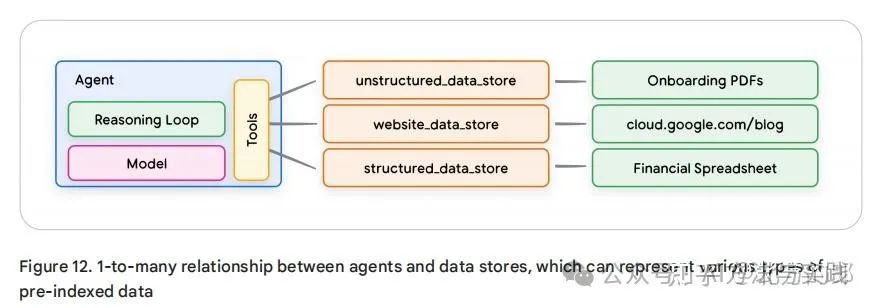 Agent
Reasoning Loop
Model
Tools
unstructured_data_store
website_data_store
structured_data_store
Onboarding PDFs
cloud.google.com/blog
Financial Spreadsheet
Figure 12. 1-to-many relationship between agents and data stores, which can represent various types of
pre-indexed data
公众号
知乎